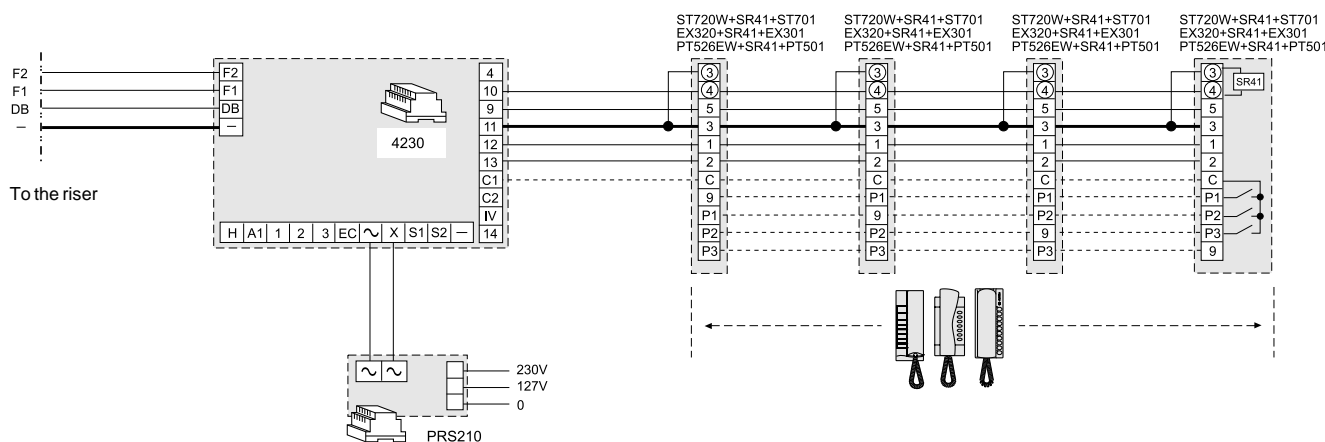 ST720W+SR41+ST701
EX320+SR41+EX301
PT526EW+SR41+PT501
ST720W+SR41+ST701
EX320+SR41+EX301
PT526EW+SR41+PT501
ST720W+SR41+ST701
EX320+SR41+EX301
PT526EW+SR41+PT501
ST720W+SR41+ST701
EX320+SR41+EX301
PT526EW+SR41+PT501
F2
F1
DB
–
To the riser
F2
F1
DB
–
4230
4
10
9
11
12
13
C1
C2
IV
14
H A1 1 2 3 EC ~ X S1 S2 –
3
4
5
3
1
2
C
9
P1
P2
P3
3
4
5
3
1
2
C
P1
9
P2
P3
3
4
5
3
1
2
C
P1
P2
9
P3
3
4
5
3
1
2
C
P1
P2
P3
9
SR41
~ ~
230V
127V
0
PRS210